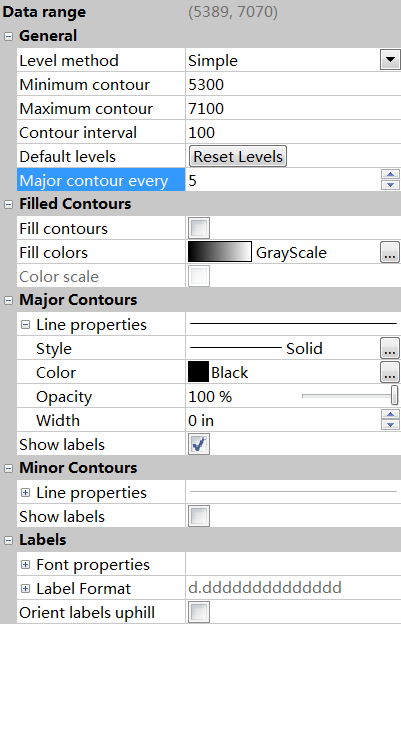 Data range (5389, 7070)
General
Level method Simple
Minimum contour 5300
Maximum contour 7100
Contour interval 100
Default levels Reset Levels
Major contour every 5
Filled Contours
Fill contours
Fill colors GrayScale ...
Color scale
Major Contours
Line properties
Style Solid ...
Color Black ...
Opacity 100 %
Width 0 in
Show labels
Minor Contours
Line properties
Show labels
Labels
Font properties
Label Format d.dddddddddddddd
Orient labels uphill